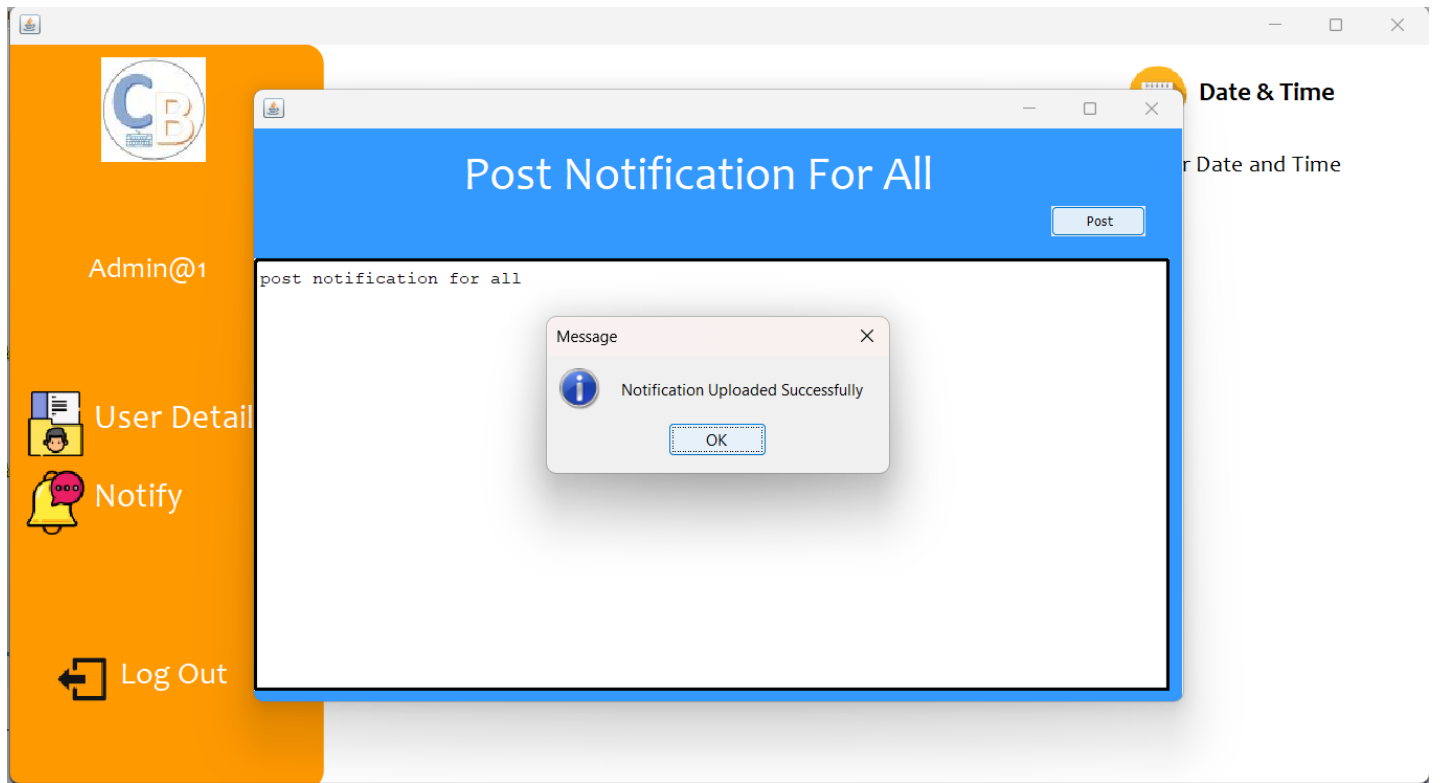 CB
Date & Time
r Date and Time
Post Notification For All
Post
Admin@1
post notification for all
Message
Notification Uploaded Successfully
OK
User Detail
Notify
Log Out